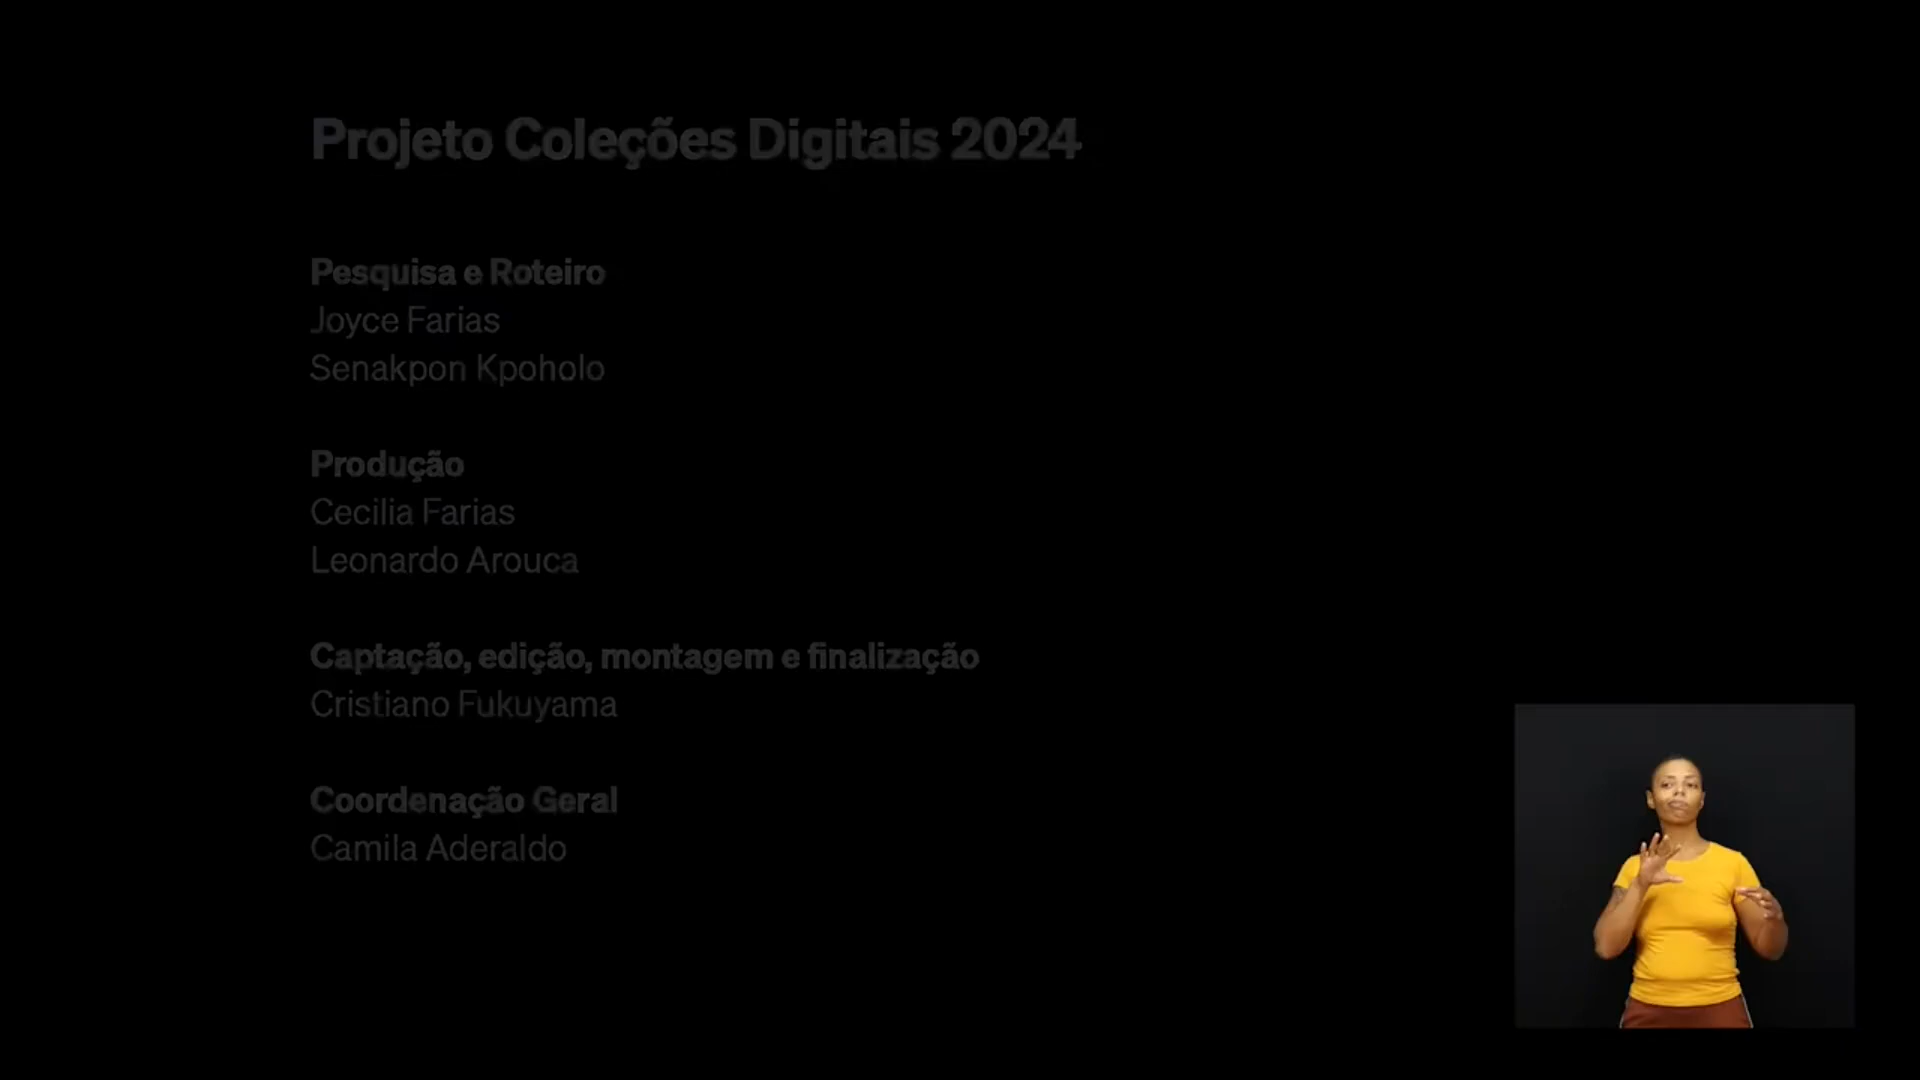 Projeto Coleções Digitais 2024
Pesquisa e Roteiro
Joyce Farias
Senakpon Kpoholo
Produção
Cecilia Farias
Leonardo Arouca
Captação, edição, montagem e finalização
Cristiano Fukuyama
Coordenação Geral
Camila Aderaldo